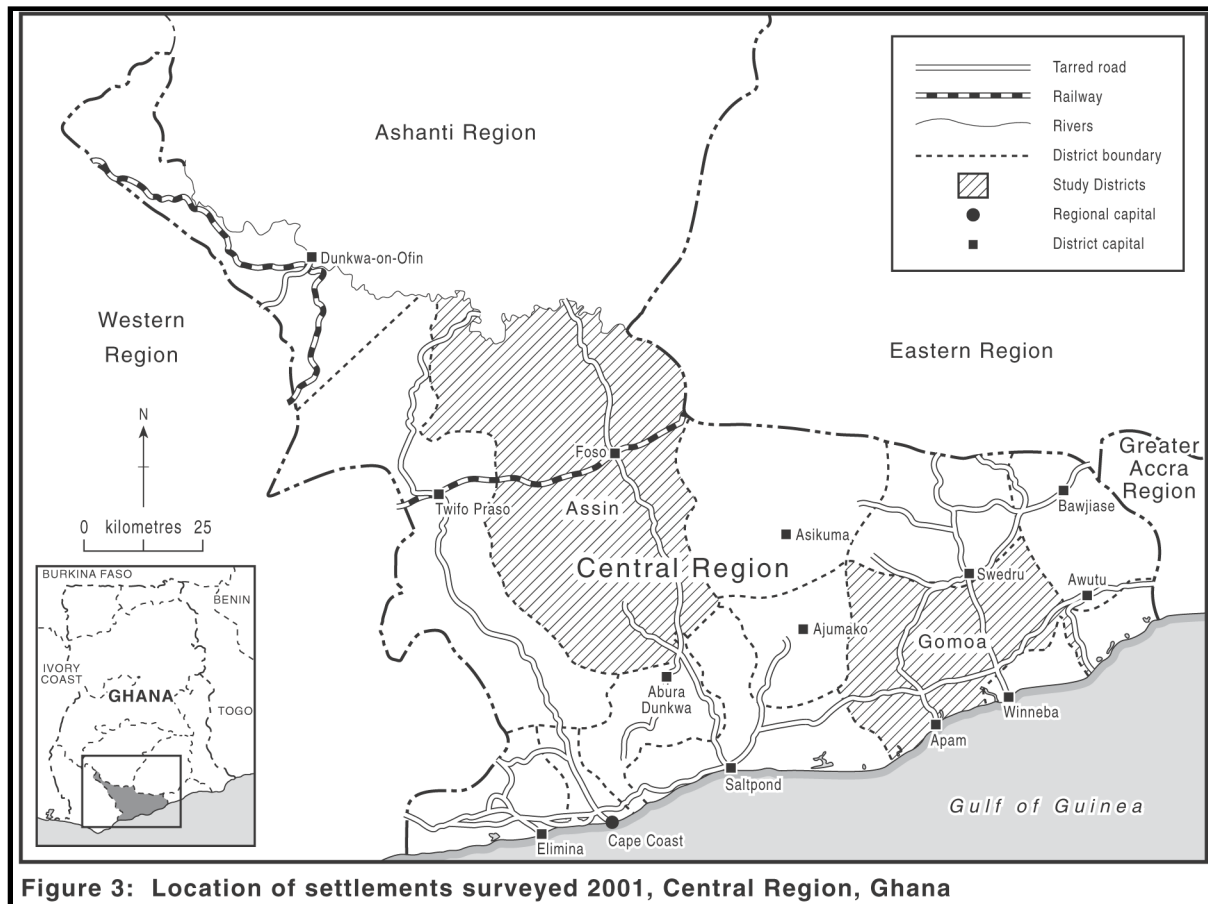 Tarred road
Railway
Rivers
District boundary
Study Districts
Regional capital
District capital
Ashanti Region
Dunkwa-on-Ofin
Western
Region
Eastern Region
N
Greater
Accra
Region
Foso
Bawjiase
Twifo Praso
Assin
0 kilometres 25
Asikuma
Central Region
Swedru
Awutu
Ajumako
Gomoa
Abura
Dunkwa
Winneba
Apam
Saltpond
Gulf of Guinea
Elimina
Cape Coast
BURKINA FASO
BENIN
IVORY
COAST
GHANA
TOGO
Figure 3: Location of settlements surveyed 2001, Central Region, Ghana